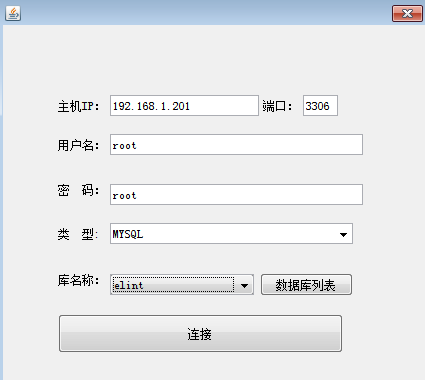 主机IP: 192.168.1.201 端口: 3306
用户名: root
密 码: root
类 型: MYSQL
库名称: elint 数据库列表
连接